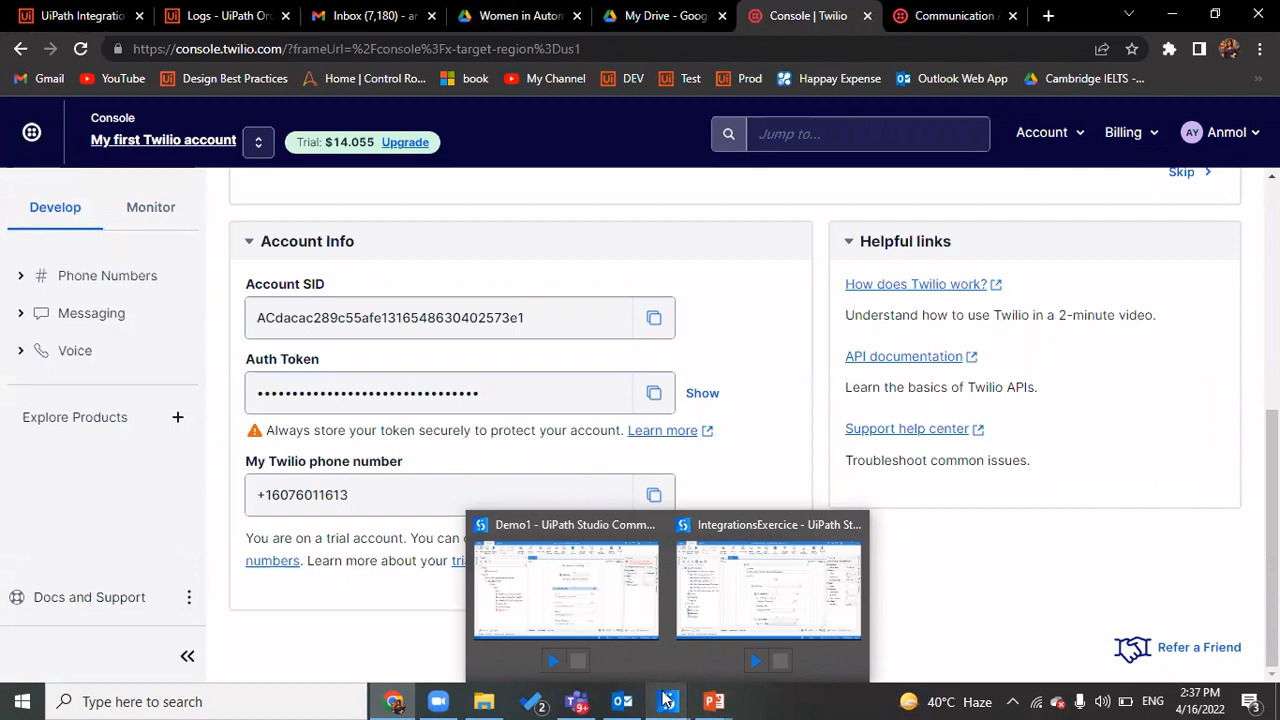 UiPath Integratio
Logs - UiPath Orc
Inbox (7,180) - an
Women in Autom
My Drive - Google
Console | Twilio
Communication A
https://console.twilio.com/?frameUrl=%2Fconsole%3Fx-target-region%3Dus1
Gmail
YouTube
Design Best Practices
Home | Control Ro...
book
My Channel
DEV
Test
Prod
Happay Expense
Outlook Web App
Cambridge IELTS -...
Console
My first Twilio account
Trial: $14.055 Upgrade
Jump to...
Account
Billing
AY Anmol
Skip
Develop
Monitor
Phone Numbers
Messaging
Voice
Explore Products
Docs and Support
Account Info
Account SID
ACdacac289c55afe1316548630402573e1
Auth Token
••••••••••••••••••••••••••••••••
Show
Always store your token securely to protect your account. Learn more
My Twilio phone number
+16076011613
You are on a trial account. You can
numbers. Learn more about your
Helpful links
How does Twilio work?
Understand how to use Twilio in a 2-minute video.
API documentation
Learn the basics of Twilio APIs.
Support help center
Troubleshoot common issues.
Refer a Friend
Demo1 - UiPath Studio Comm...
IntegrationsExercice - UiPath St...
Type here to search
2
9+
40°C Haze
ENG
2:37 PM
4/16/2022
3